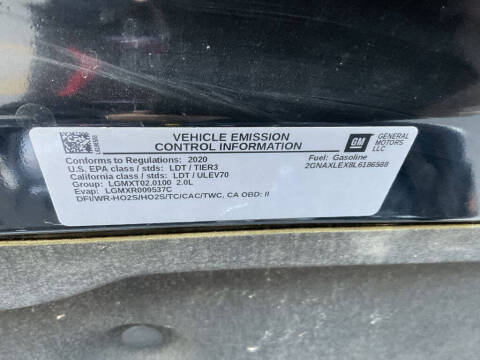 VEHICLE EMISSION
CONTROL INFORMATION
GM
GENERAL
MOTORS
LLC
Conforms to Regulations: 2020
U.S. EPA class / stds: LDT / TIER3
California class / stds: LDT / ULEV70
Group: LGMXT02.0100 2.0L
Evap: LGMXR009537C
DFI/WR-HO2S/HO2S/TC/CAC/TWC, CA OBD: II
Fuel: Gasoline
2GNAXLEX8L6186588